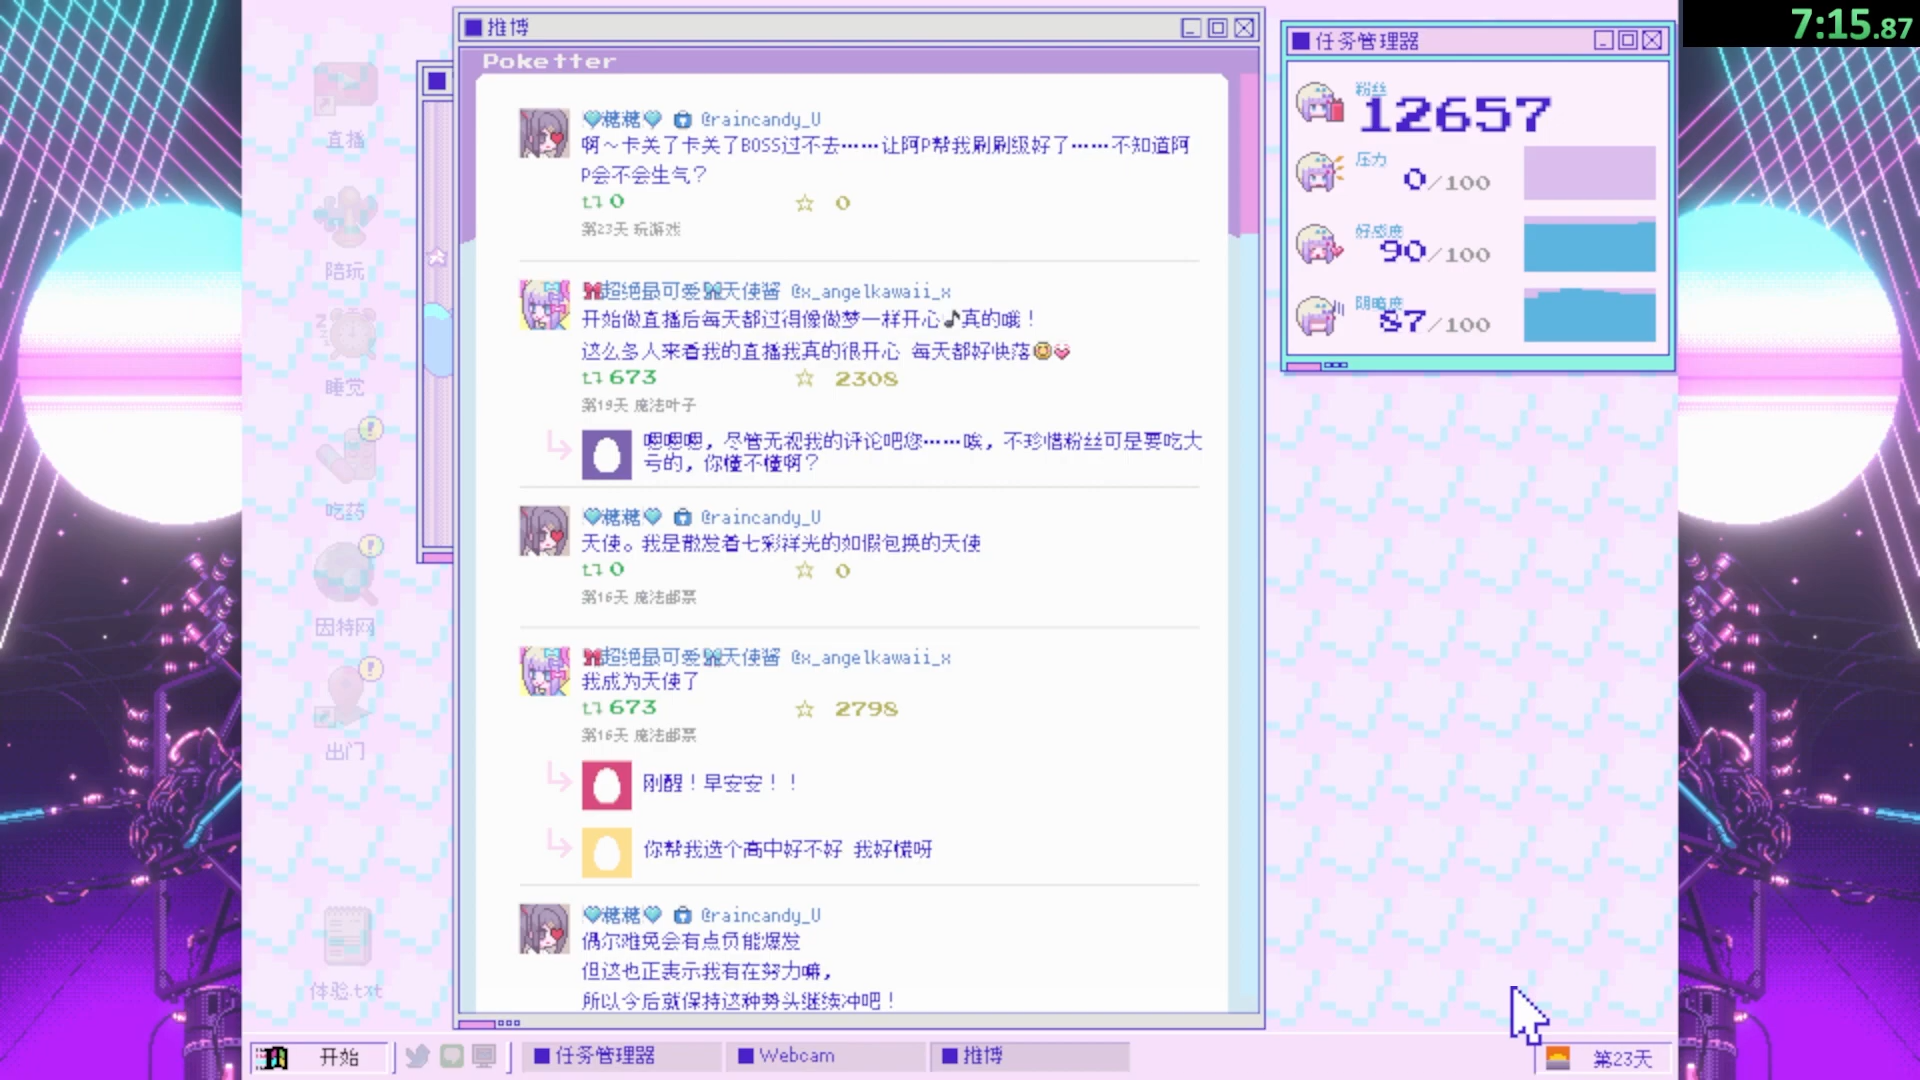 7:15.87
推博
Poketter
糖糖 @raincandy_U
啊～卡关了卡关了BOSS过不去……让阿P帮我刷刷级好了……不知道阿
P会不会生气？
0 ☆ 0
第23天 玩游戏
超绝最可爱天使酱 @x_angelkawaii_x
开始做直播后每天都过得像做梦一样开心♪真的哦！
这么多人来看我的直播我真的很开心 每天都好快落
673 ☆ 2308
第19天 魔法叶子
嗯嗯嗯，尽管无视我的评论吧您……唉，不珍惜粉丝可是要吃大
亏的，你懂不懂啊？
糖糖 @raincandy_U
天使。我是散发着七彩祥光的如假包换的天使
0 ☆ 0
第16天 魔法邮票
超绝最可爱天使酱 @x_angelkawaii_x
我成为天使了
673 ☆ 2798
第16天 魔法邮票
刚醒！早安安！！
你帮我选个高中好不好 我好慌呀
糖糖 @raincandy_U
偶尔难免会有点负能爆发
但这也正表示我有在努力嘛，
所以今后就保持这种势头继续冲吧！
任务管理器
粉丝
12657
压力
0/100
好感度
90/100
阴暗度
87/100
直播
陪玩
睡觉
吃药
因特网
出门
体验.txt
开始
任务管理器
Webcam
推博
第23天